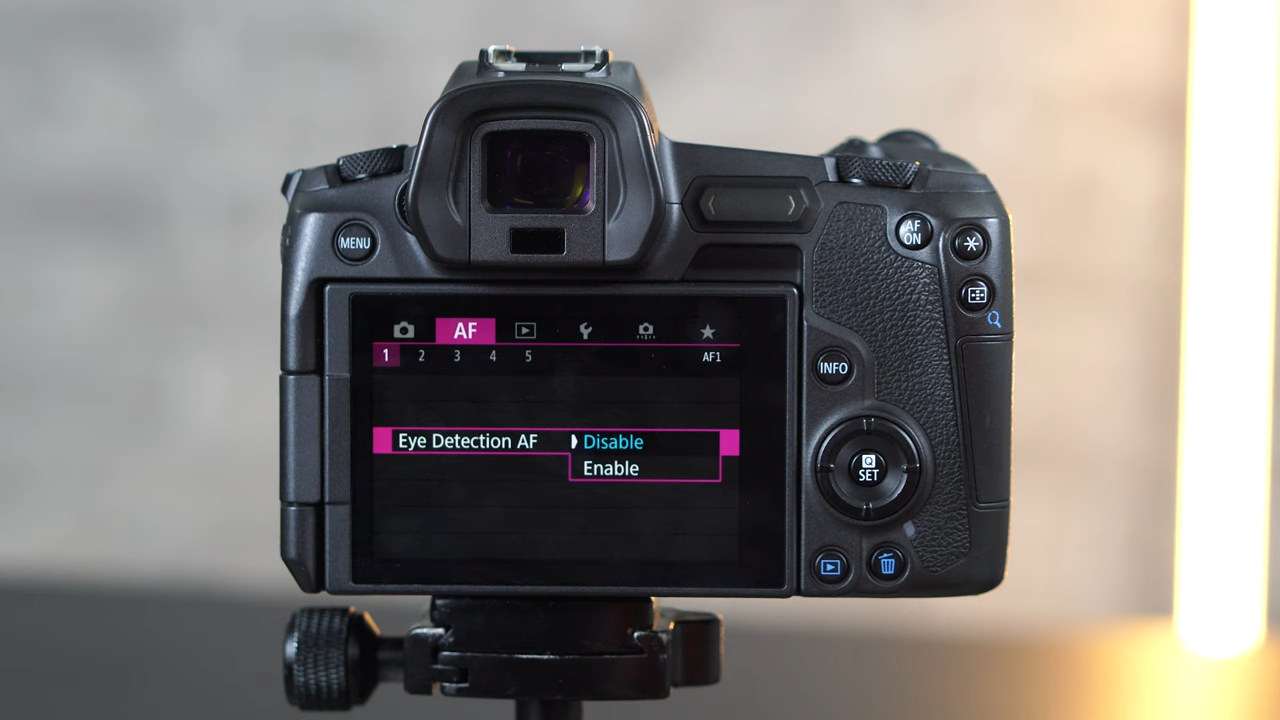 MENU
AF
ON
AF
1 2 3 4 5 AF1
INFO
Eye Detection AF Disable
Enable
Q
SET